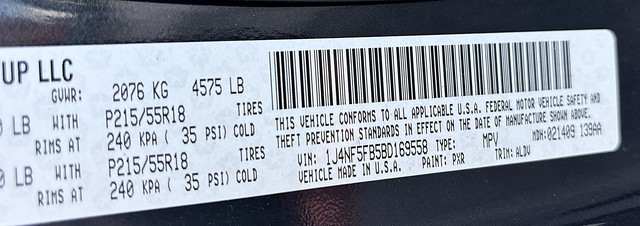 UP LLC
GVWR: 2076 KG 4575 LB
LB WITH P215/55R18 TIRES
RIMS AT 240 KPA ( 35 PSI) COLD
LB WITH P215/55R18 TIRES
RIMS AT 240 KPA ( 35 PSI) COLD
THIS VEHICLE CONFORMS TO ALL APPLICABLE U.S.A. FEDERAL MOTOR VEHICLE SAFETY AND
THEFT PREVENTION STANDARDS IN EFFECT ON THE DATE OF MANUFACTURE SHOWN ABOVE.
VIN: 1J4NF5FB5BD169558 TYPE: MPV MDH:021409 139AA
VEHICLE MADE IN U.S.A. PAINT: PXR TRIM: ALDV